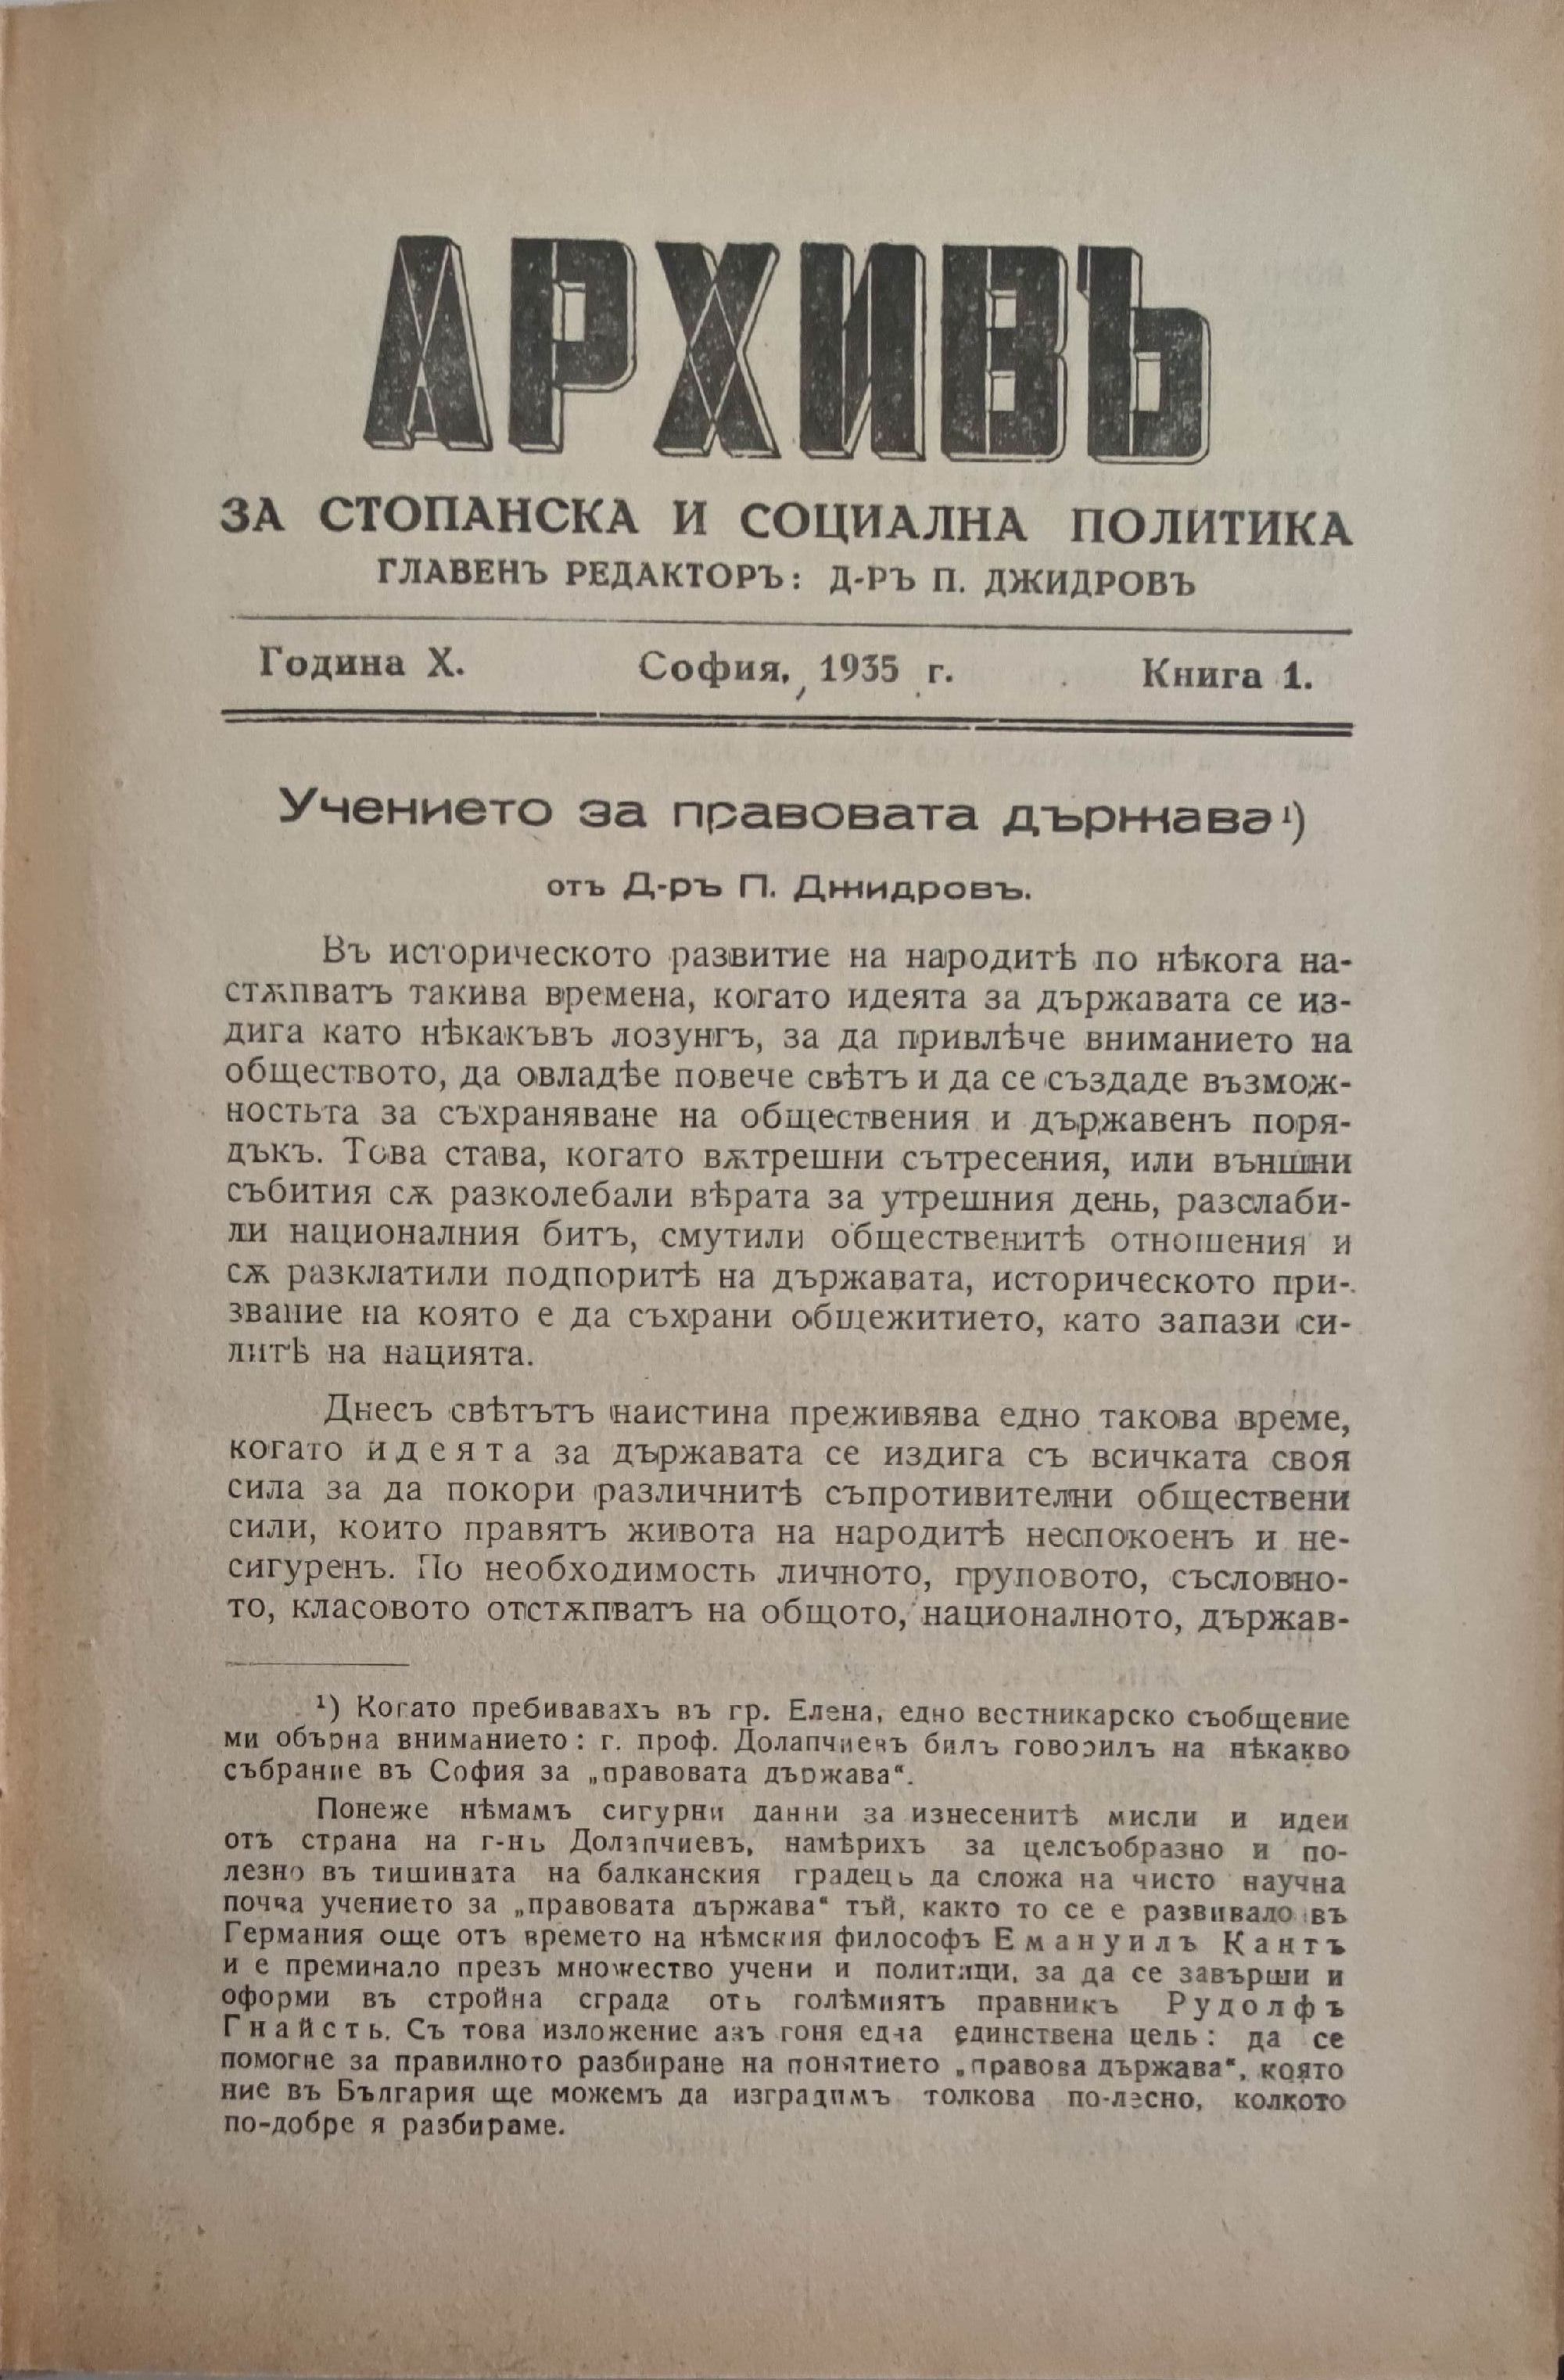 АРХИВЪ
ЗА СТОПАНСКА И СОЦИАЛНА ПОЛИТИКА
ГЛАВЕНЪ РЕДАКТОРЪ: Д-РЪ П. ДЖИДРОВЪ
Година X. София, 1935 г. Книга 1.
Учението за правовата държава¹)
отъ Д-ръ П. Джидровъ.
Въ историческото развитие на народитѣ по нѣкога на-
стѫпватъ такива времена, когато идеята за държавата се из-
дига като нѣкакъвъ лозунгъ, за да привлѣче вниманието на
обществото, да овладѣе повече свѣтъ и да се създаде възмож-
ностьта за съхраняване на обществения и държавенъ поря-
дъкъ. Това става, когато вѫтрешни сътресения, или външни
събития сѫ разколебали вѣрата за утрешния день, разслаби-
ли националния битъ, смутили общественитѣ отношения и
сѫ разклатили подпоритѣ на държавата, историческото при-
звание на която е да съхрани общежитието, като запази си-
литѣ на нацията.
Днесъ свѣтътъ наистина преживява едно такова време,
когато идеята за държавата се издига съ всичката своя
сила за да покори различнитѣ съпротивителни обществени
сили, които правятъ живота на народитѣ неспокоенъ и не-
сигуренъ. По необходимость личното, груповото, съсловно-
то, класовото отстѫпватъ на общото, националното, държав-
¹) Когато пребивавахъ въ гр. Елена, едно вестникарско съобщение
ми обърна вниманието: г. проф. Долапчиевъ билъ говорилъ на нѣкакво
събрание въ София за „правовата държава“.
Понеже нѣмамъ сигурни данни за изнесенитѣ мисли и идеи
отъ страна на г-нъ Долапчиевъ, намѣрихъ за целсъобразно и по-
лезно въ тишината на балканския градецъ да сложа на чисто научна
почва учението за „правовата държава“ тъй, както то се е развивало въ
Германия още отъ времето на нѣмския философъ Емануилъ Кантъ
и е преминало презъ множество учени и политици, за да се завърши и
оформи въ стройна сграда отъ голѣмиятъ правникъ Рудолфъ
Гнайстъ. Съ това изложение азъ гоня една единствена цель: да се
помогне за правилното разбиране на понятието „правова държава“, която
ние въ България ще можемъ да изградимъ толкова по-лесно, колкото
по-добре я разбираме.